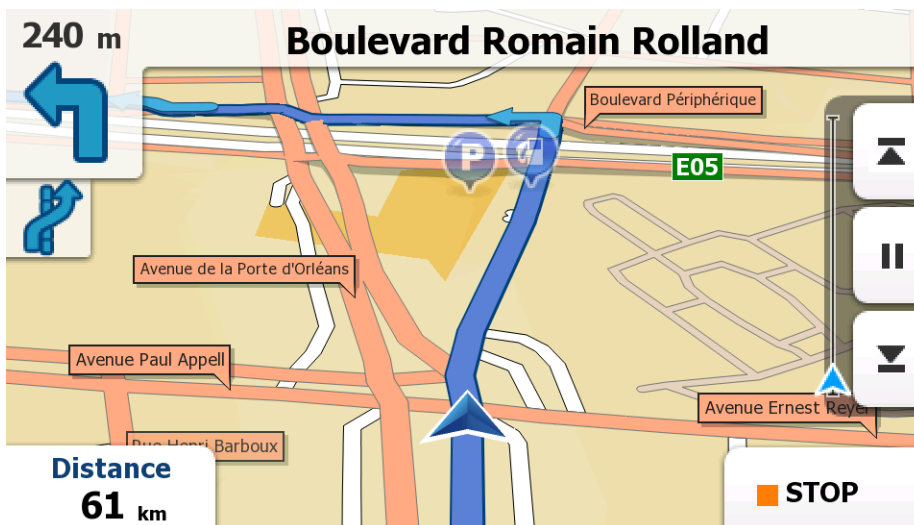 240 m
Boulevard Romain Rolland
Boulevard Périphérique
P
E05
Avenue de la Porte d'Orléans
Avenue Paul Appell
Avenue Ernest Reyer
Rue Henri Barboux
Distance
61 km
STOP